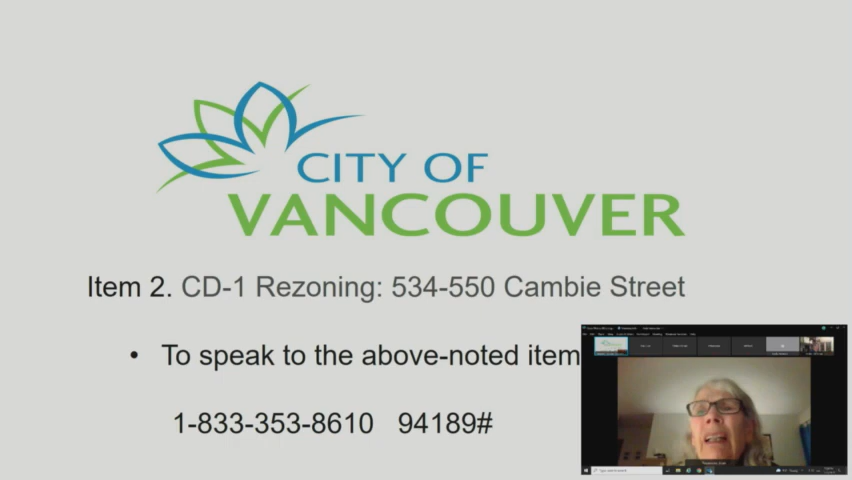 CITY OF
VANCOUVER
Item 2. CD-1 Rezoning: 534-550 Cambie Street
• To speak to the above-noted item
1-833-353-8610 94189#